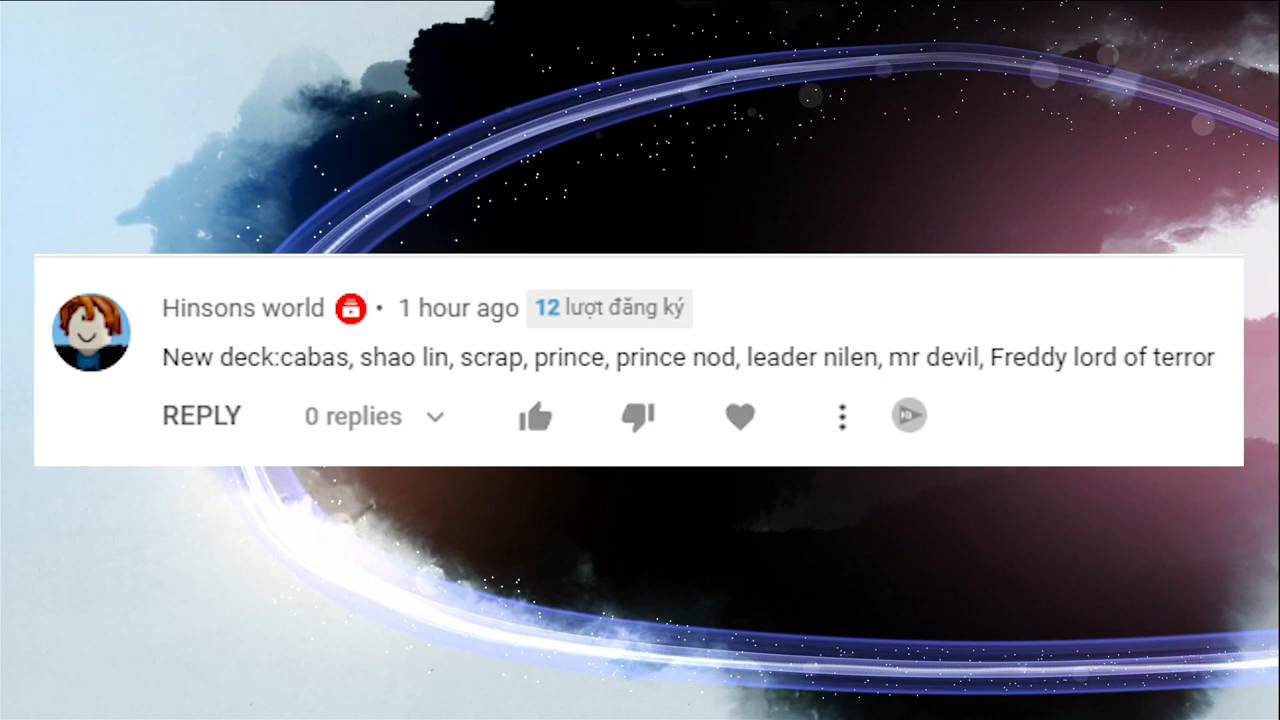 Hinsons world • 1 hour ago 12 lượt đăng ký
New deck:cabas, shao lin, scrap, prince, prince nod, leader nilen, mr devil, Freddy lord of terror
REPLY 0 replies